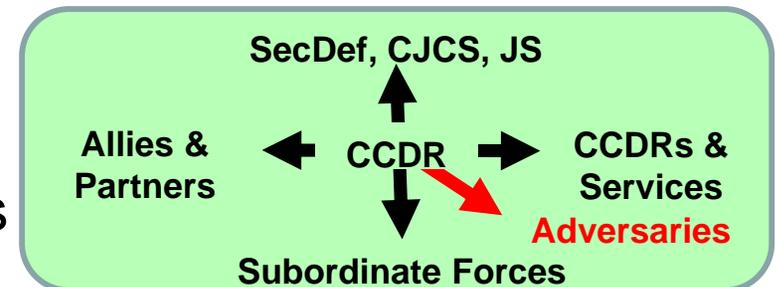 SecDef, CJCS, JS
Allies &
Partners
CCDR
CCDRs &
Services
Adversaries
Subordinate Forces
s